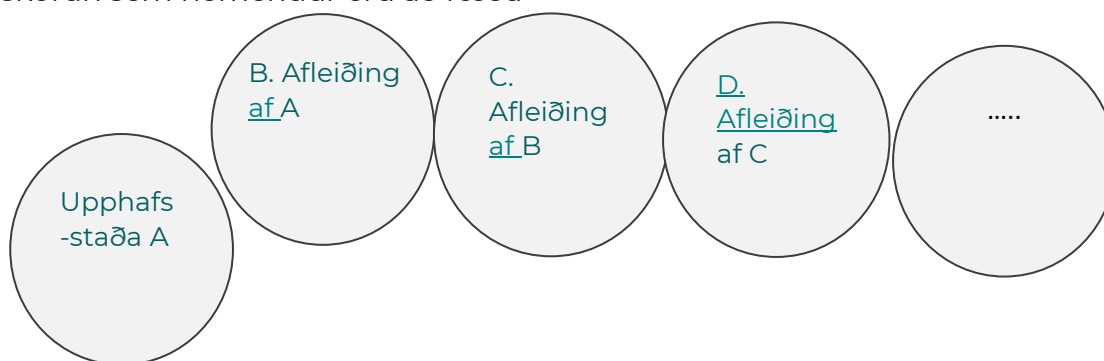 Upphafs
-staða A
B. Afleiðing
af A
C.
Afleiðing
af B
D.
Afleiðing
af C
.....